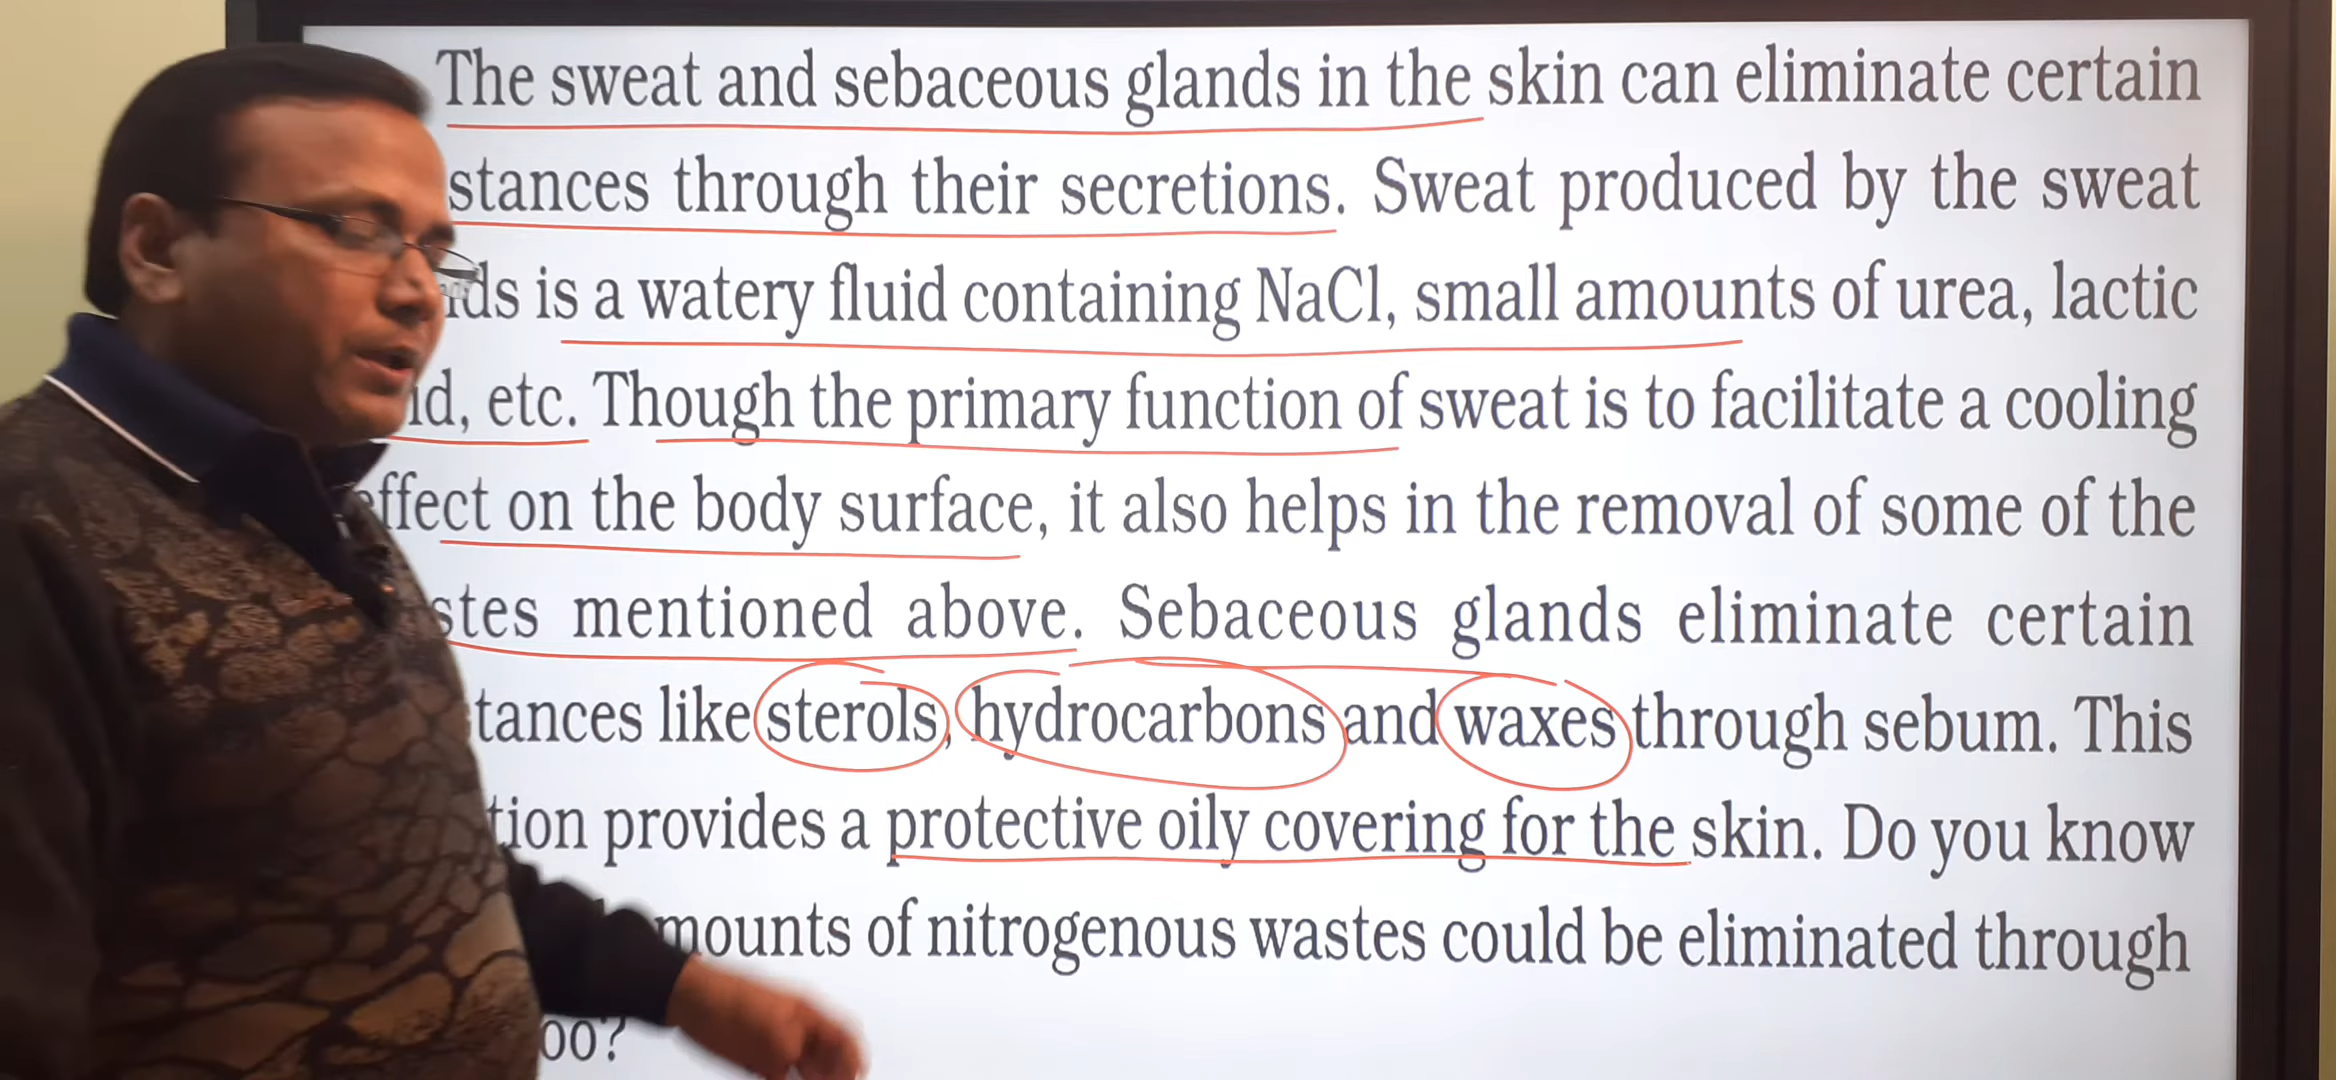 The sweat and sebaceous glands in the skin can eliminate certain
stances through their secretions. Sweat produced by the sweat
ds is a watery fluid containing NaCl, small amounts of urea, lactic
id, etc. Though the primary function of sweat is to facilitate a cooling
effect on the body surface, it also helps in the removal of some of the
stes mentioned above. Sebaceous glands eliminate certain
tances like sterols, hydrocarbons and waxes through sebum. This
tion provides a protective oily covering for the skin. Do you know
mounts of nitrogenous wastes could be eliminated through
oo?